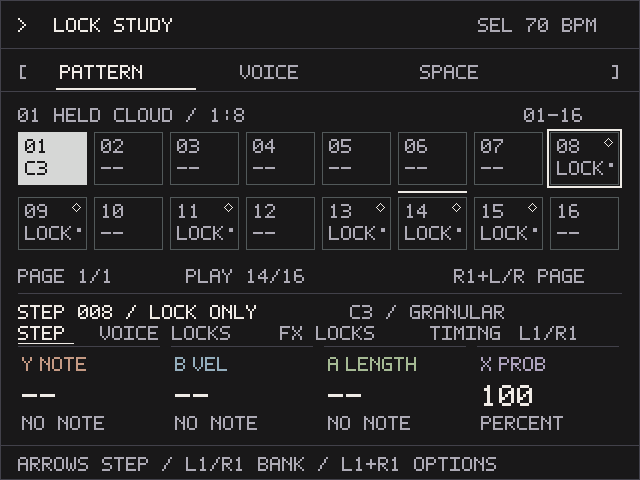 > LOCK STUDY SEL 70 BPM
[ PATTERN VOICE SPACE ]
01 HELD CLOUD / 1:8 01-16
01 02 03 04 05 06 07 08 ◇
C3 -- -- -- -- -- -- LOCK▪
09 ◇ 10 11 ◇ 12 13 ◇ 14 ◇ 15 ◇ 16
LOCK▪ -- LOCK▪ -- LOCK▪ LOCK▪ LOCK▪ --
PAGE 1/1 PLAY 14/16 R1+L/R PAGE
STEP 008 / LOCK ONLY C3 / GRANULAR
STEP VOICE LOCKS FX LOCKS TIMING L1/R1
Y NOTE B VEL A LENGTH X PROB
-- -- -- 100
NO NOTE NO NOTE NO NOTE PERCENT
ARROWS STEP / L1/R1 BANK / L1+R1 OPTIONS